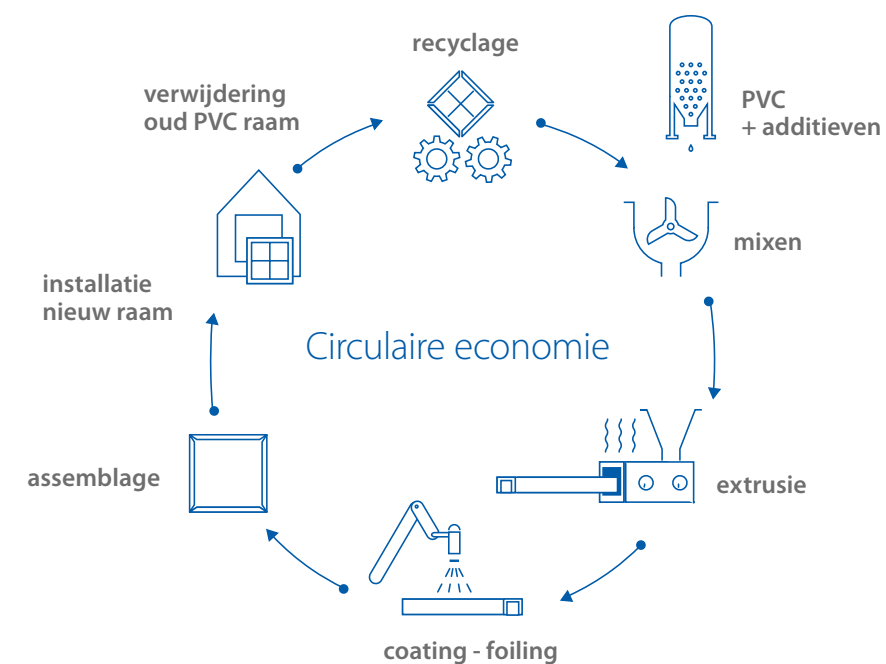 recyclage
PVC
+ additieven
verwijdering
oud PVC raam
mixen
installatie
nieuw raam
Circulaire economie
assemblage
extrusie
coating - foiling